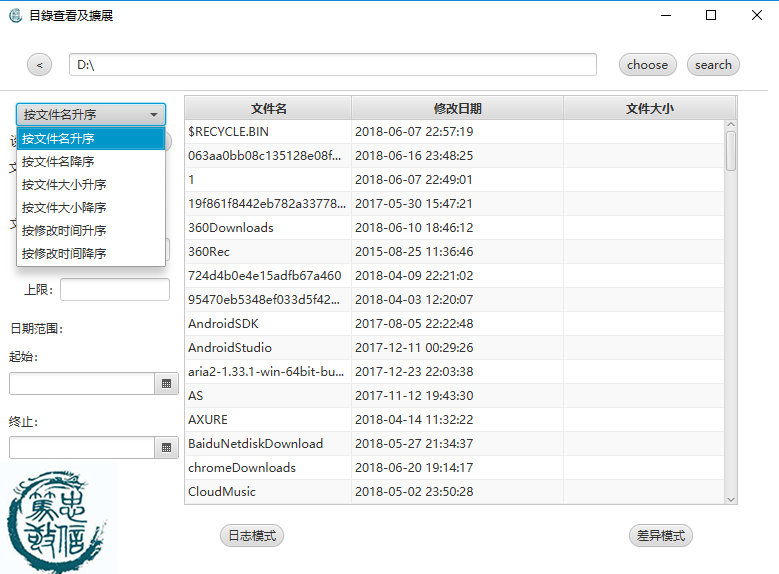 目錄查看及擴展
<
D:\
choose
search
按文件名升序
按文件名升序
按文件名降序
按文件大小升序
按文件大小降序
按修改时间升序
按修改时间降序
上限:
日期范围:
起始:
终止:
文件名 修改日期 文件大小
$RECYCLE.BIN 2018-06-07 22:57:19
063aa0bb08c135128e08f... 2018-06-16 23:48:25
1 2018-06-07 22:49:01
19f861f8442eb782a33778... 2017-05-30 15:47:21
360Downloads 2018-06-10 18:46:12
360Rec 2015-08-25 11:36:46
724d4b0e4e15adfb67a460 2018-04-09 22:21:02
95470eb5348ef033d5f42... 2018-04-03 12:20:07
AndroidSDK 2017-08-05 22:22:48
AndroidStudio 2017-12-11 00:29:26
aria2-1.33.1-win-64bit-bu... 2017-12-23 22:03:38
AS 2017-11-12 19:43:30
AXURE 2018-04-14 11:32:22
BaiduNetdiskDownload 2018-05-27 21:34:37
chromeDownloads 2018-06-20 19:14:17
CloudMusic 2018-05-02 23:50:28
忠信
笃敬
日志模式
差异模式